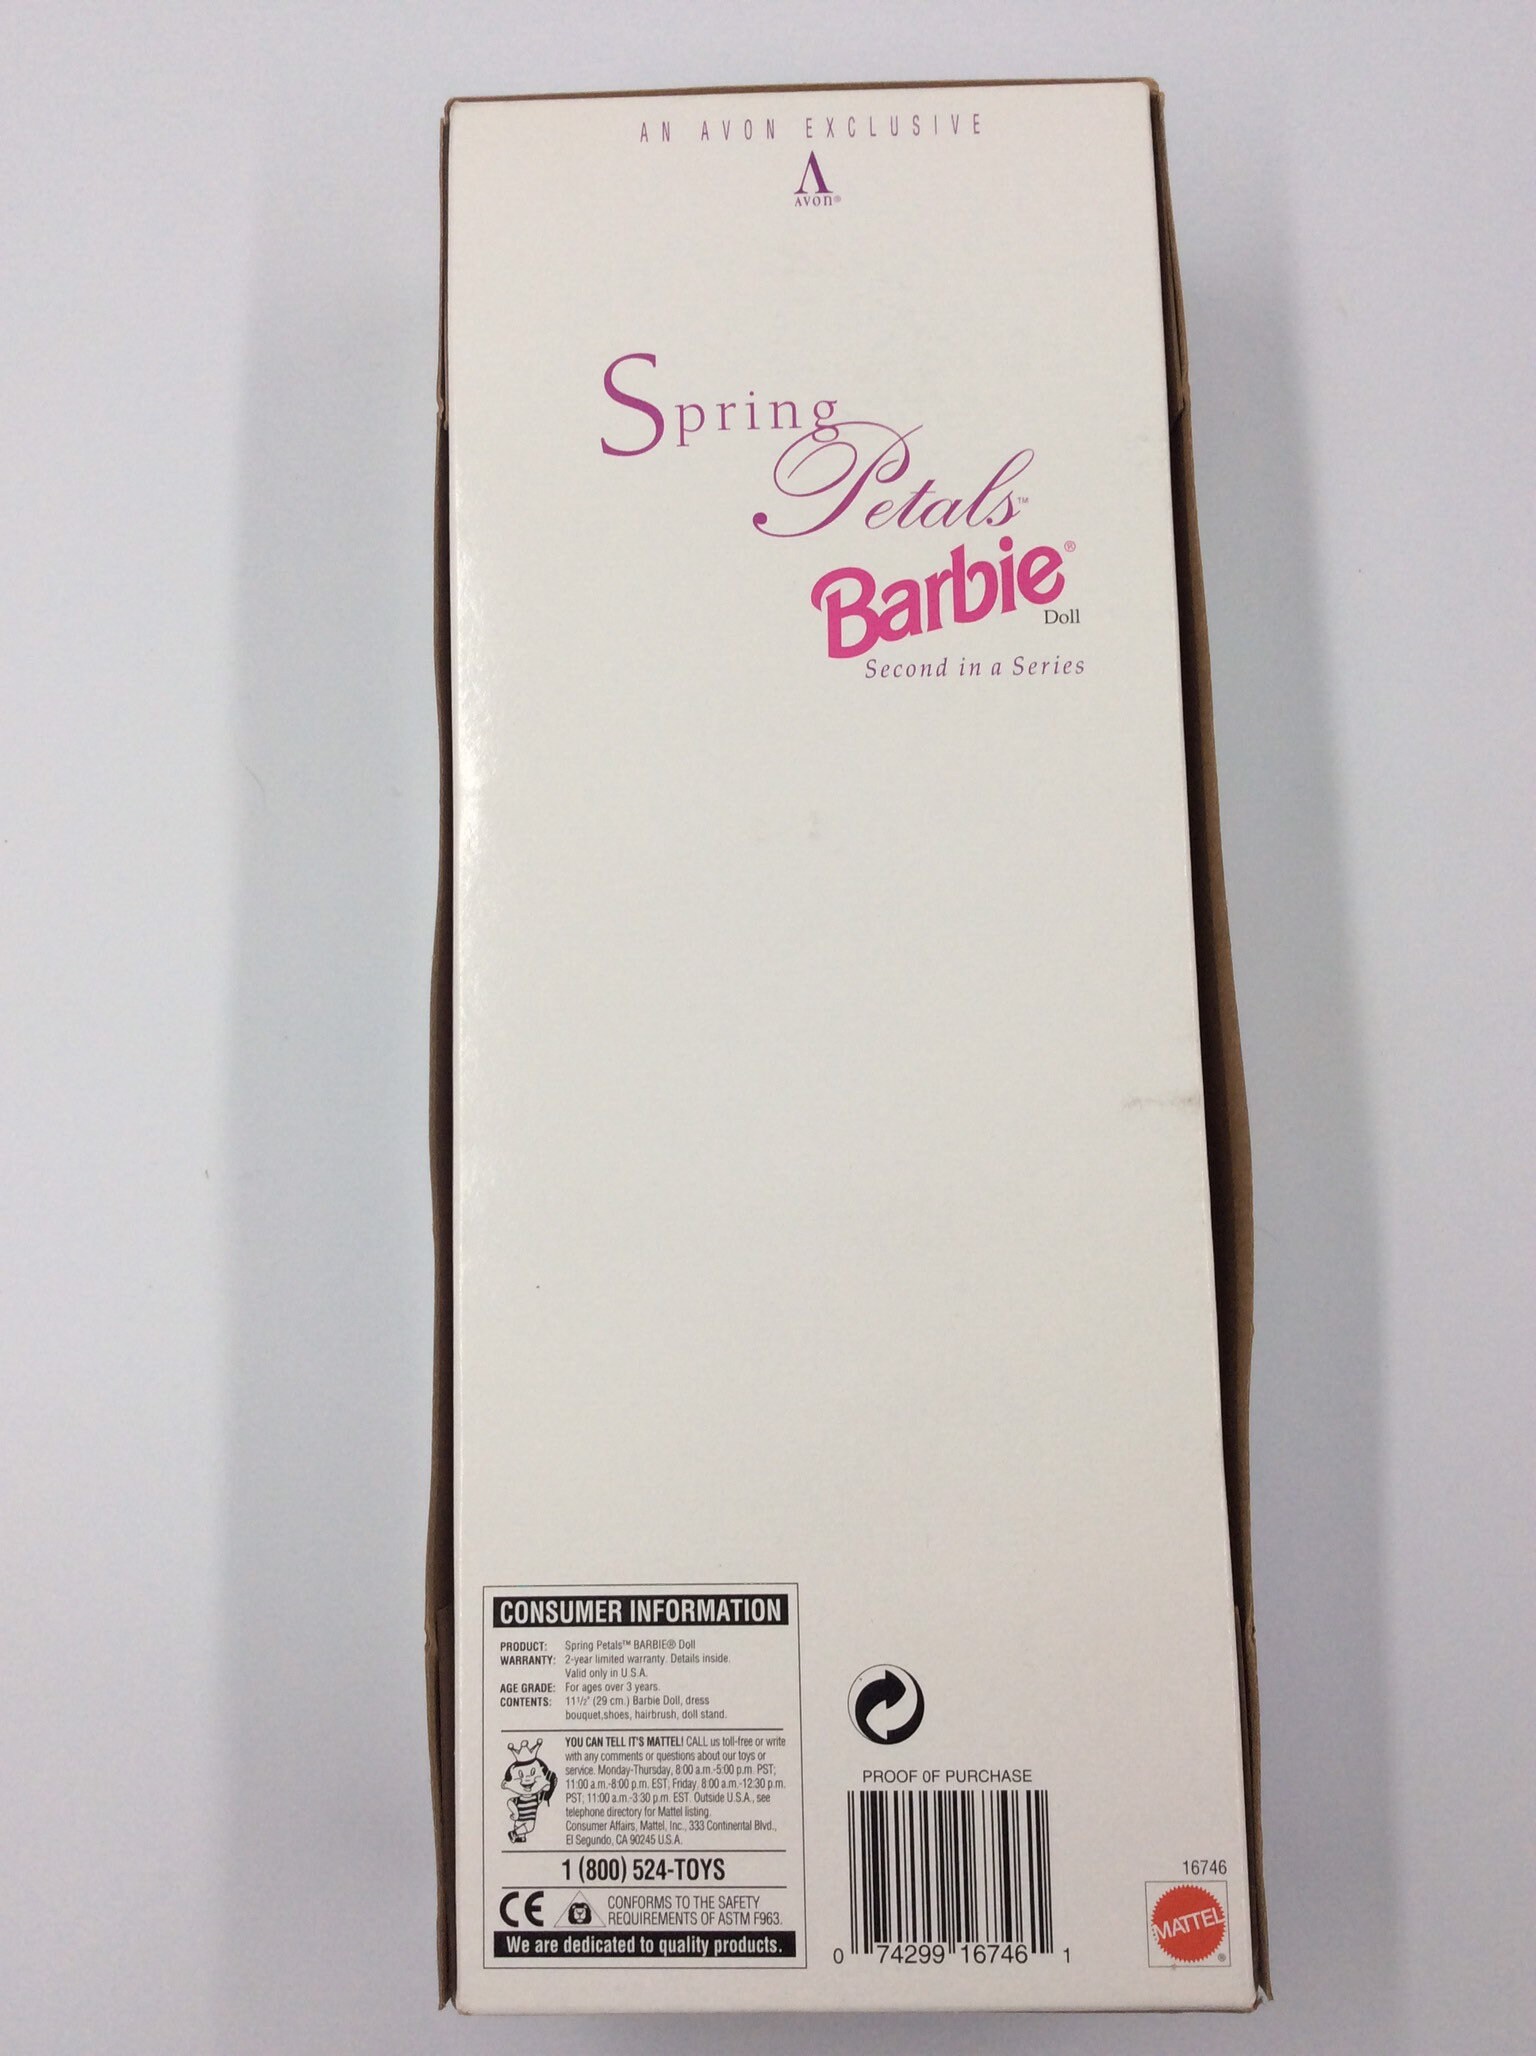 AN AVON EXCLUSIVE
AVON®
Spring
Petals™
Barbie®
Doll
Second in a Series
CONSUMER INFORMATION
PRODUCT: Spring Petals™ BARBIE® Doll
WARRANTY: 2-year limited warranty. Details inside.
Valid only in U.S.A.
AGE GRADE: For ages over 3 years.
CONTENTS: 11 1/2" (29 cm.) Barbie Doll, dress
bouquet,shoes, hairbrush, doll stand.
YOU CAN TELL IT'S MATTEL! CALL us toll-free or write
with any comments or questions about our toys or
service. Monday-Thursday, 8:00 a.m.-5:00 p.m. PST;
11:00 a.m.-8:00 p.m. EST; Friday, 8:00 a.m.-12:30 p.m.
PST; 11:00 a.m.-3:30 p.m. EST. Outside U.S.A., see
telephone directory for Mattel listing.
Consumer Affairs, Mattel, Inc., 333 Continental Blvd.,
El Segundo, CA 90245 U.S.A.
1 (800) 524-TOYS
CE
CONFORMS TO THE SAFETY
REQUIREMENTS OF ASTM F963.
We are dedicated to quality products.
PROOF OF PURCHASE
0 74299 16746 1
16746
MATTEL
®